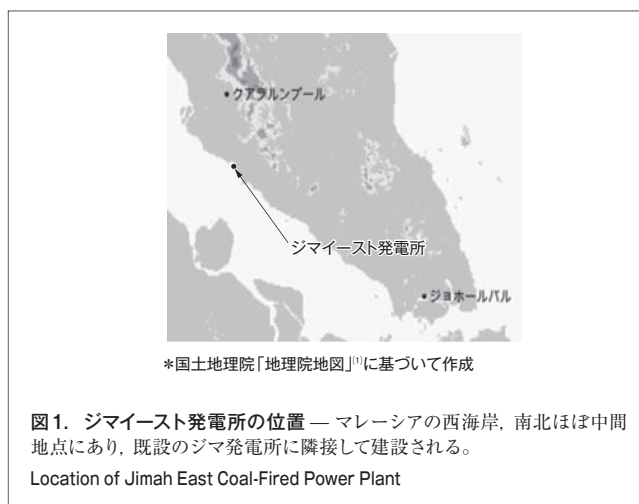 クアラルンプール
ジマイースト発電所
ジョホールバル
*国土地理院「地理院地図」(1)に基づいて作成
図1. ジマイースト発電所の位置 — マレーシアの西海岸, 南北ほぼ中間
地点にあり, 既設のジマ発電所に隣接して建設される。
Location of Jimah East Coal-Fired Power Plant